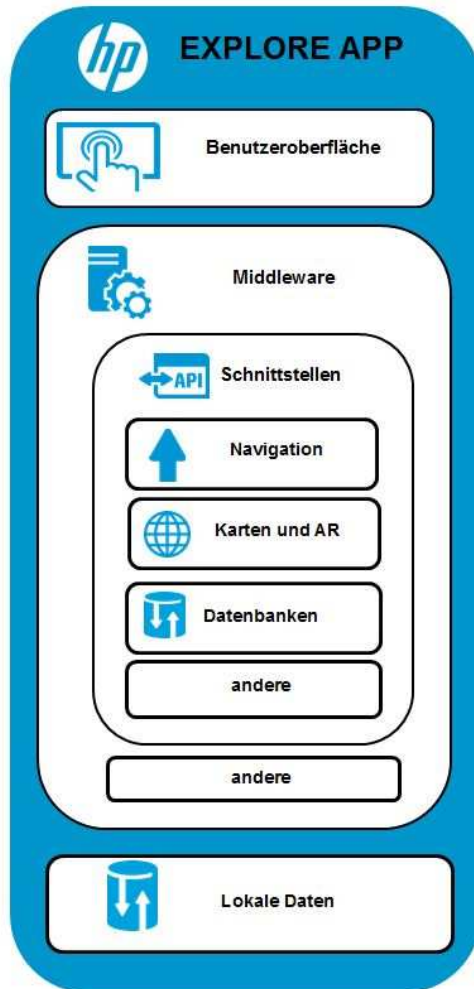 hp EXPLORE APP
Benutzeroberfläche
Middleware
API Schnittstellen
Navigation
Karten und AR
Datenbanken
andere
andere
Lokale Daten